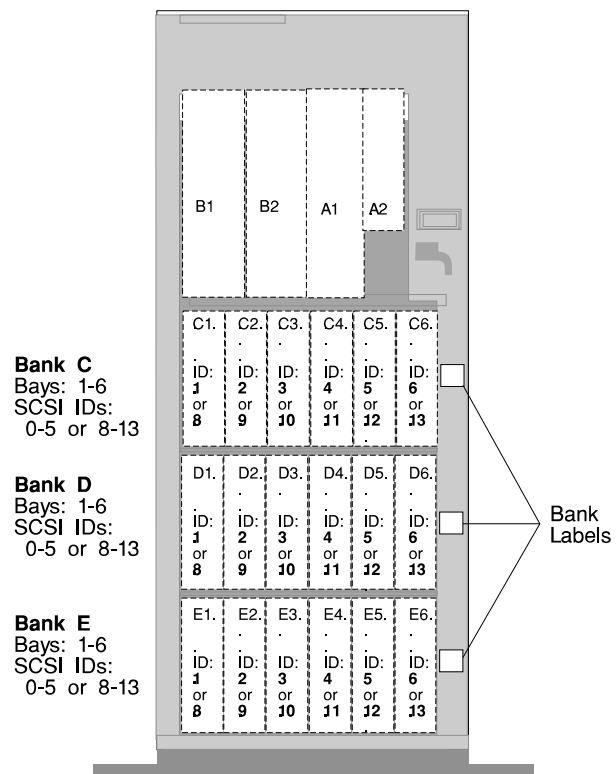 B1 B2 A1 A2
Bank C
Bays: 1-6
SCSI IDs:
0-5 or 8-13
C1. C2. C3. C4. C5. C6.
. . . . . .
ID: ID: ID: ID: ID: ID:
1 2 3 4 5 6
or or or or or or
8 9 10 11 12 13
Bank D
Bays: 1-6
SCSI IDs:
0-5 or 8-13
D1. D2. D3. D4. D5. D6.
. . . . . .
ID: ID: ID: ID: ID: ID:
1 2 3 4 5 6
or or or or or or
8 9 10 11 12 13
Bank
Labels
Bank E
Bays: 1-6
SCSI IDs:
0-5 or 8-13
E1. E2. E3. E4. E5. E6.
. . . . . .
ID: ID: ID: ID: ID: ID:
1 2 3 4 5 6
or or or or or or
8 9 10 11 12 13